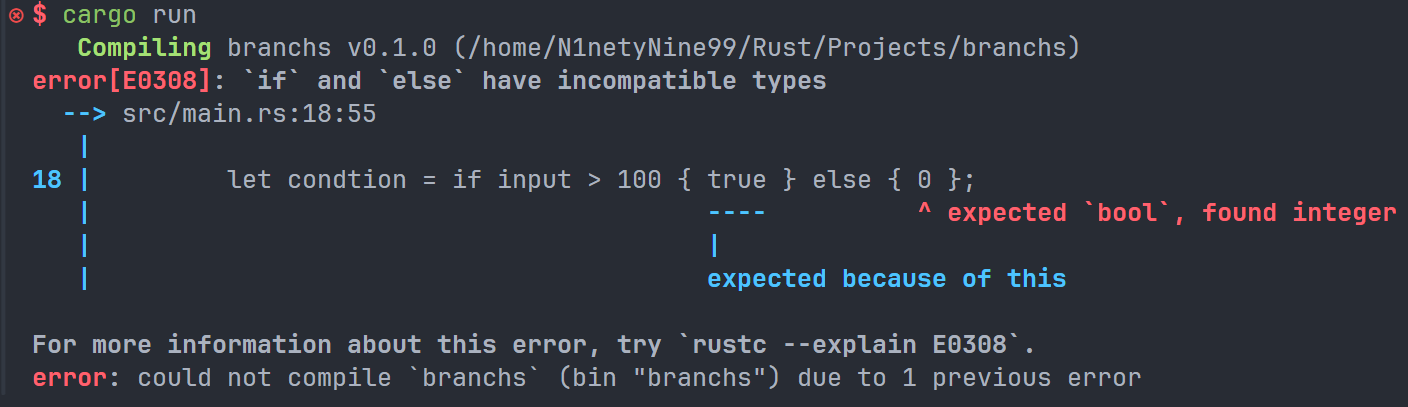 $ cargo run
Compiling branchs v0.1.0 (/home/N1netyNine99/Rust/Projects/branchs)
error[E0308]: `if` and `else` have incompatible types
--> src/main.rs:18:55
|
18 | let condtion = if input > 100 { true } else { 0 };
| ---- ^ expected `bool`, found integer
| |
| expected because of this
For more information about this error, try `rustc --explain E0308`.
error: could not compile `branchs` (bin "branchs") due to 1 previous error